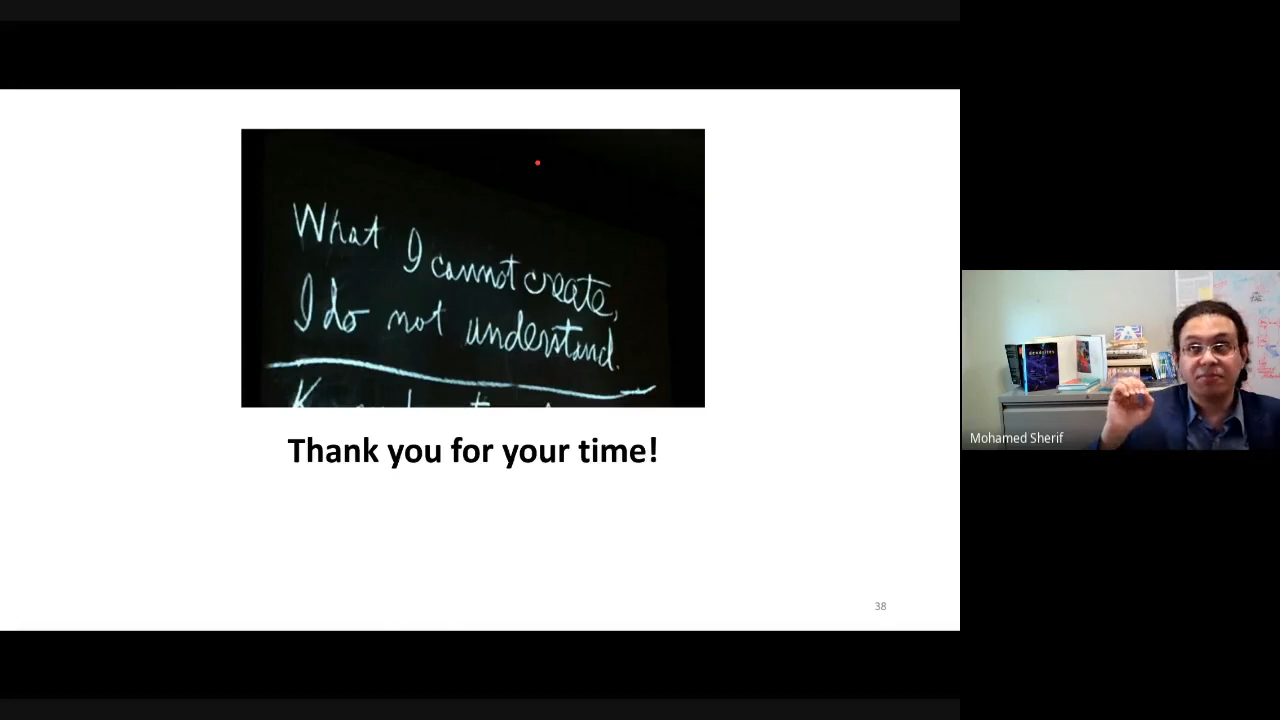 What I cannot create,
I do not understand.
Thank you for your time!
38
Mohamed Sherif